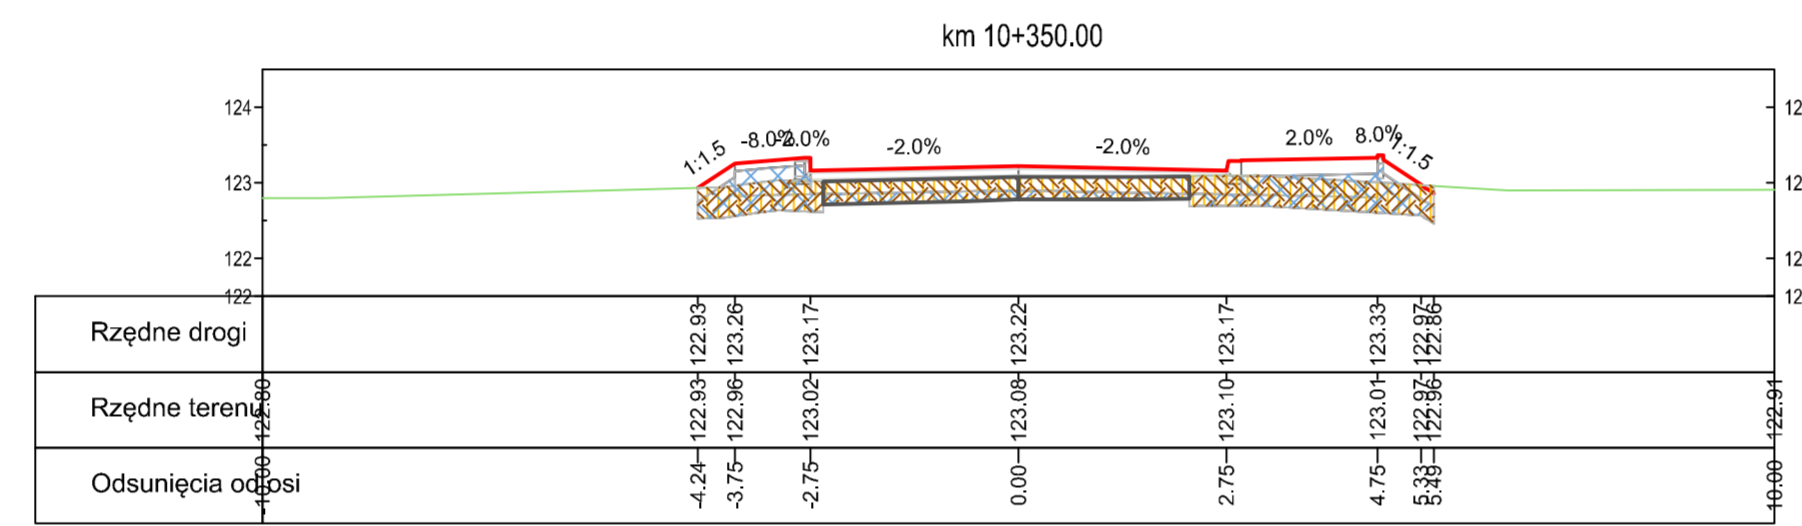 km 10+350.00
1:1.5 -8.0% -2.0% -2.0% -2.0% 2.0% 8.0% 1:1.5
124 12
123 12
122 12
122 12
Rzędne drogi 122.93 123.26 123.17 123.22 123.17 123.33 122.97 122.86
Rzędne terenu 122.80 122.93 122.96 123.02 123.08 123.10 123.01 122.97 122.96 122.91
Odsunięcia od osi -10.00 -4.24 -3.75 -2.75 0.00 2.75 4.75 5.33 5.49 10.00